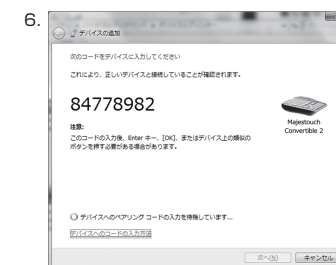 6.
デバイスの追加
次のコードをデバイスに入力してください
これにより、正しいデバイスと接続していることが確認されます。
84778982
Majestouch
Convertible 2
注意:
このコードの入力後、Enter キー、[OK]、またはデバイス上の類似の
ボタンを押す必要がある場合があります。
デバイスへのペアリング コードの入力を待機しています...
デバイスへのコードの入力方法
次へ(N)
キャンセル